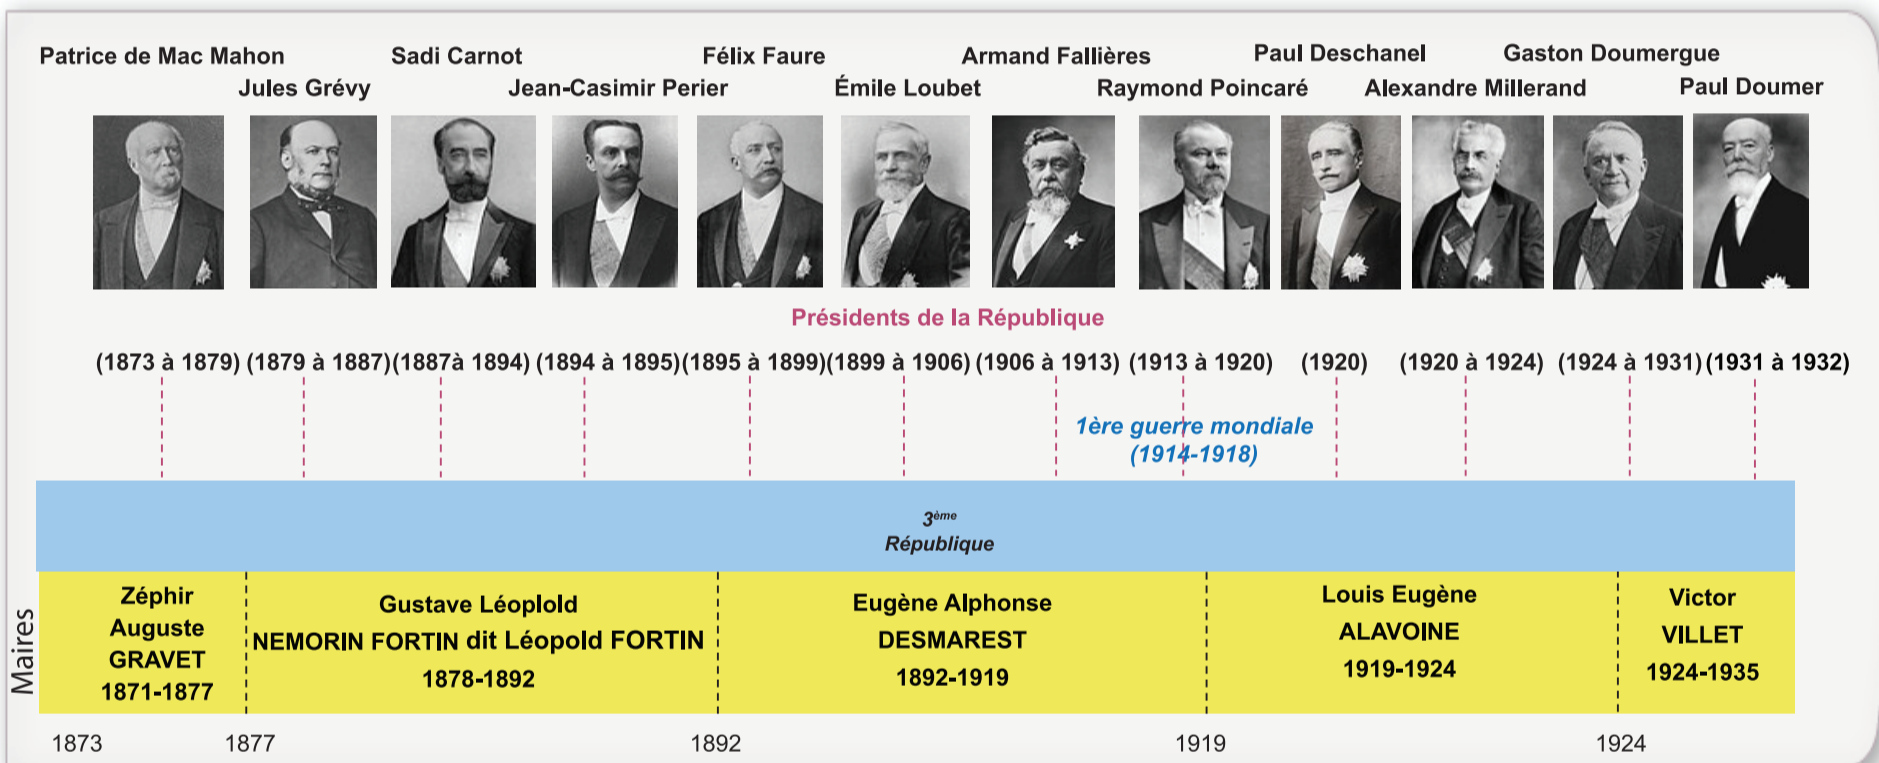 Patrice de Mac Mahon
Sadi Carnot
Félix Faure
Armand Fallières
Paul Deschanel
Gaston Doumergue
Jules Grévy
Jean-Casimir Perier
Émile Loubet
Raymond Poincaré
Alexandre Millerand
Paul Doumer
Présidents de la République
(1873 à 1879) (1879 à 1887) (1887à 1894) (1894 à 1895) (1895 à 1899) (1899 à 1906) (1906 à 1913) (1913 à 1920) (1920) (1920 à 1924) (1924 à 1931) (1931 à 1932)
1ère guerre mondiale
(1914-1918)
3ème
République
Maires
Zéphir
Auguste
GRAVET
1871-1877
Gustave Léoplold
NEMORIN FORTIN dit Léopold FORTIN
1878-1892
Eugène Alphonse
DESMAREST
1892-1919
Louis Eugène
ALAVOINE
1919-1924
Victor
VILLET
1924-1935
1873 1877 1892 1919 1924